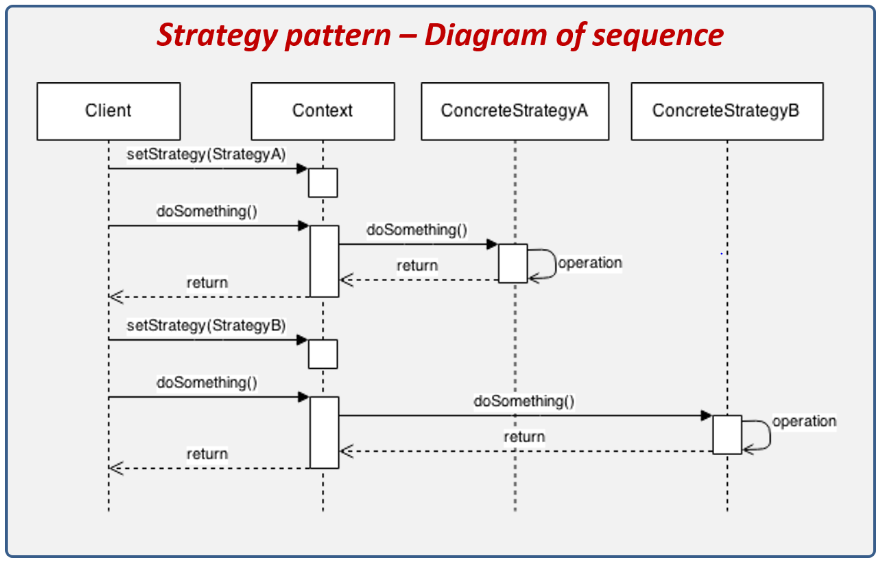 Strategy pattern – Diagram of sequence
Client
Context
ConcreteStrategyA
ConcreteStrategyB
setStrategy(StrategyA)
doSomething()
doSomething()
operation
return
return
setStrategy(StrategyB)
doSomething()
doSomething()
operation
return
return